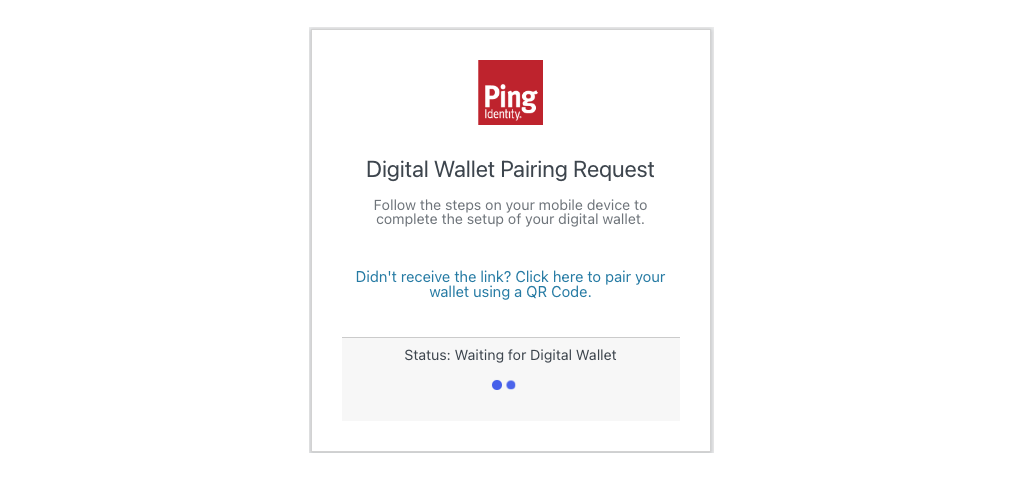 Ping
Identity.
Digital Wallet Pairing Request
Follow the steps on your mobile device to
complete the setup of your digital wallet.
Didn't receive the link? Click here to pair your
wallet using a QR Code.
Status: Waiting for Digital Wallet